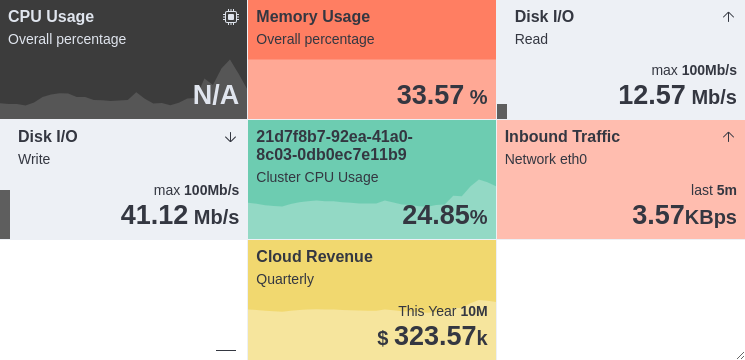 CPU Usage
Overall percentage
N/A
Memory Usage
Overall percentage
33.57 %
Disk I/O
Read
max 100Mb/s
12.57 Mb/s
Disk I/O
Write
max 100Mb/s
41.12 Mb/s
21d7f8b7-92ea-41a0-
8c03-0db0ec7e11b9
Cluster CPU Usage
24.85%
Inbound Traffic
Network eth0
last 5m
3.57KBps
Cloud Revenue
Quarterly
This Year 10M
$ 323.57k